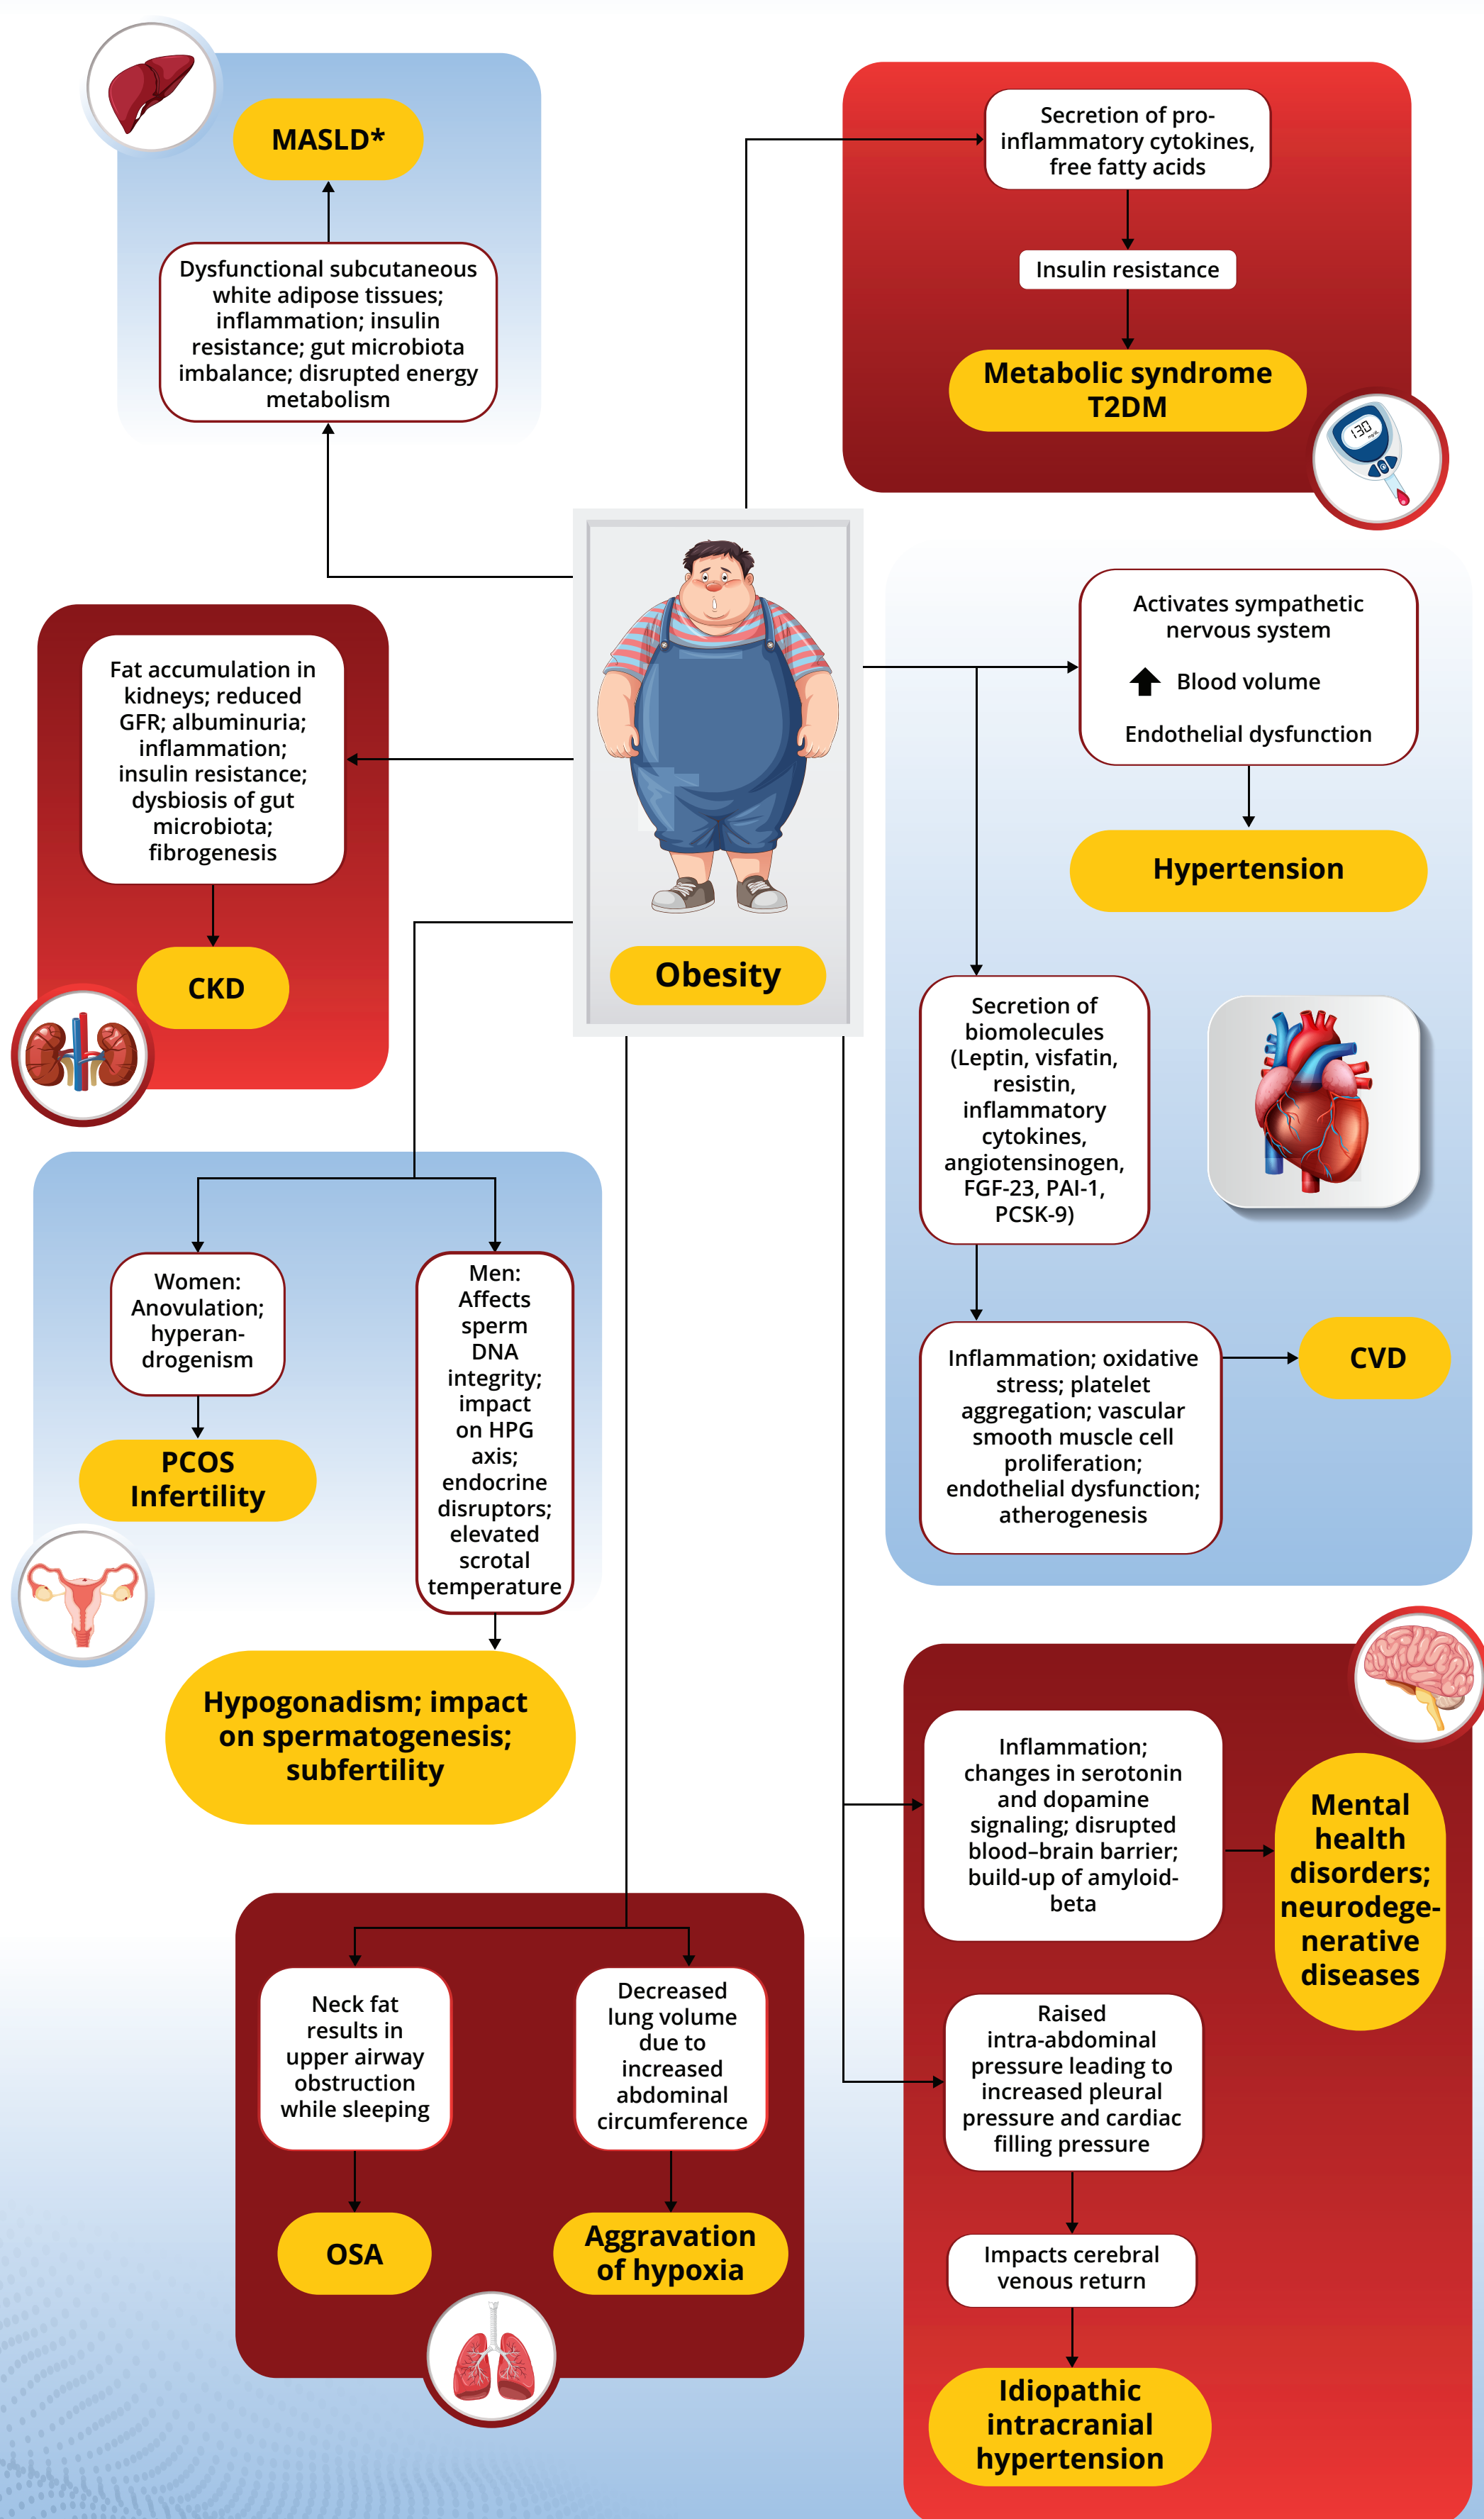 MASLD*
Dysfunctional subcutaneous
white adipose tissues;
inflammation; insulin
resistance; gut microbiota
imbalance; disrupted energy
metabolism
Secretion of pro-
inflammatory cytokines,
free fatty acids
Insulin resistance
Metabolic syndrome
T2DM
130
mg/dL
Fat accumulation in
kidneys; reduced
GFR; albuminuria;
inflammation;
insulin resistance;
dysbiosis of gut
microbiota;
fibrogenesis
CKD
Obesity
Activates sympathetic
nervous system
Blood volume
Endothelial dysfunction
Hypertension
Secretion of
biomolecules
(Leptin, visfatin,
resistin,
inflammatory
cytokines,
angiotensinogen,
FGF-23, PAI-1,
PCSK-9)
Inflammation; oxidative
stress; platelet
aggregation; vascular
smooth muscle cell
proliferation;
endothelial dysfunction;
atherogenesis
CVD
Women:
Anovulation;
hyperan-
drogenism
PCOS
Infertility
Men:
Affects
sperm
DNA
integrity;
impact
on HPG
axis;
endocrine
disruptors;
elevated
scrotal
temperature
Hypogonadism; impact
on spermatogenesis;
subfertility
Neck fat
results in
upper airway
obstruction
while sleeping
OSA
Decreased
lung volume
due to
increased
abdominal
circumference
Aggravation
of hypoxia
Inflammation;
changes in serotonin
and dopamine
signaling; disrupted
blood–brain barrier;
build-up of amyloid-
beta
Mental
health
disorders;
neurodege-
nerative
diseases
Raised
intra-abdominal
pressure leading to
increased pleural
pressure and cardiac
filling pressure
Impacts cerebral
venous return
Idiopathic
intracranial
hypertension